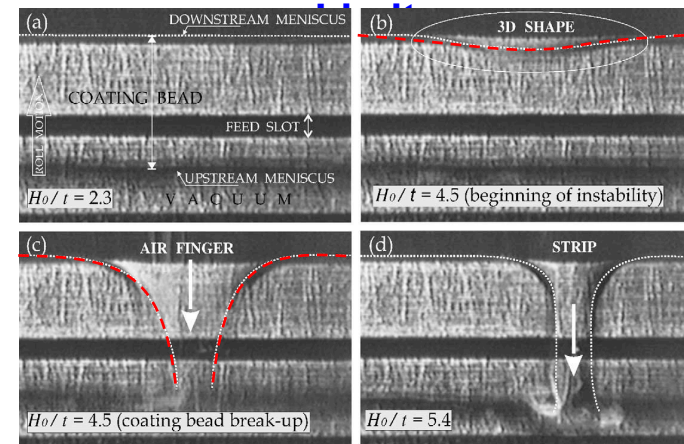 (a)
DOWNSTREAM MENISCUS
COATING BEAD
ROLL MOTION
FEED SLOT
UPSTREAM MENISCUS
VACUUM
H0 / t = 2.3
(b)
3D SHAPE
H0 / t = 4.5 (beginning of instability)
(c)
AIR FINGER
H0 / t = 4.5 (coating bead break-up)
(d)
STRIP
H0 / t = 5.4